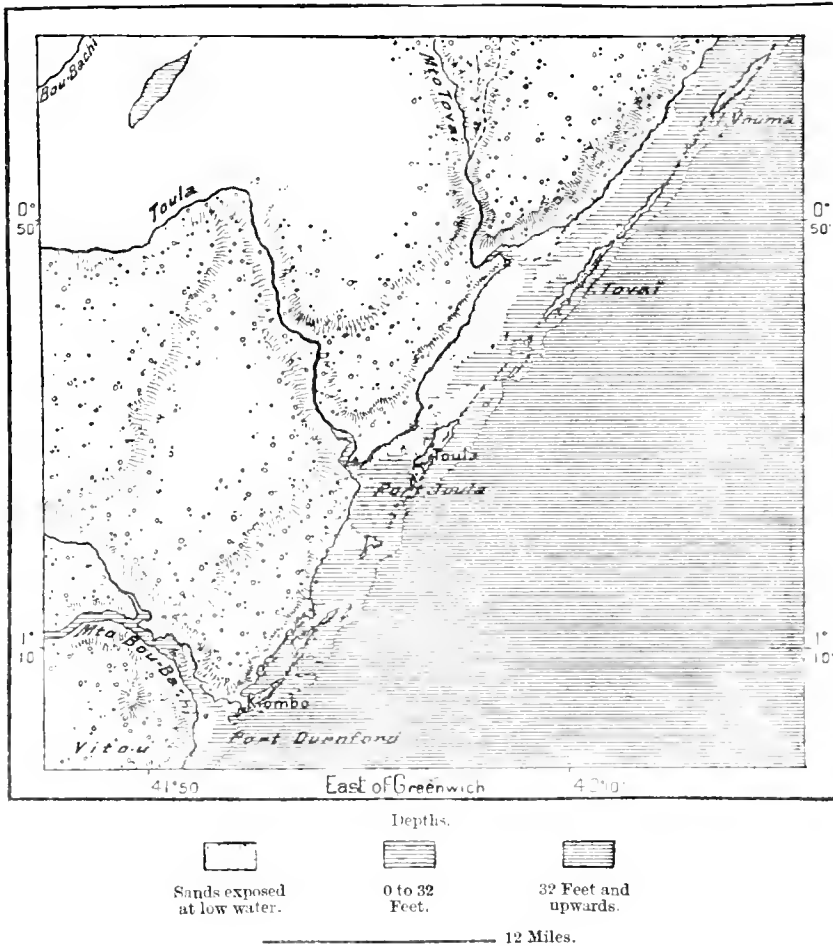 Bou-Bachi
Mto Tovai
I. Vouma
Toula
0°
50'
0°
50'
I. Tovaï
Toula
Port Toula
1°
10'
1°
10'
Mto Bou-Bachi
Kiombo
Vitou
Port Durnford
41°50'
East of Greenwich
Depths.
Sands exposed
at low water.
0 to 32
Feet.
32 Feet and
upwards.
12 Miles.